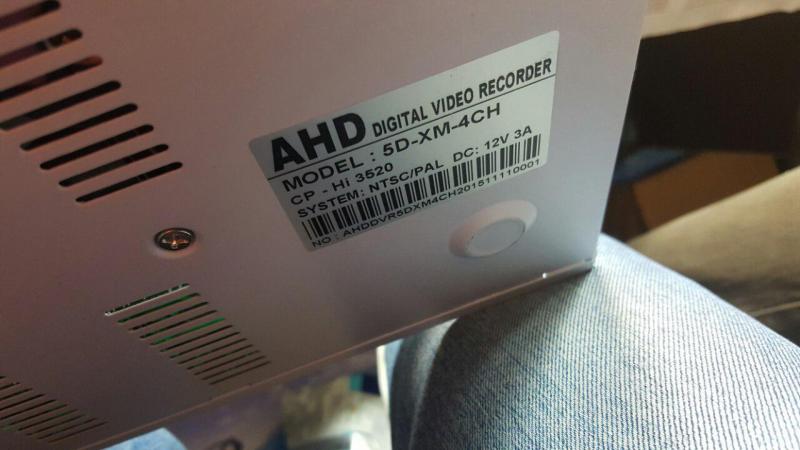 AHD DIGITAL VIDEO RECORDER
MODEL : 5D-XM-4CH
CP - Hi 3520
SYSTEM: NTSC/PAL DC: 12V 3A
NO : AHDDVR5DXM4CH201511110001